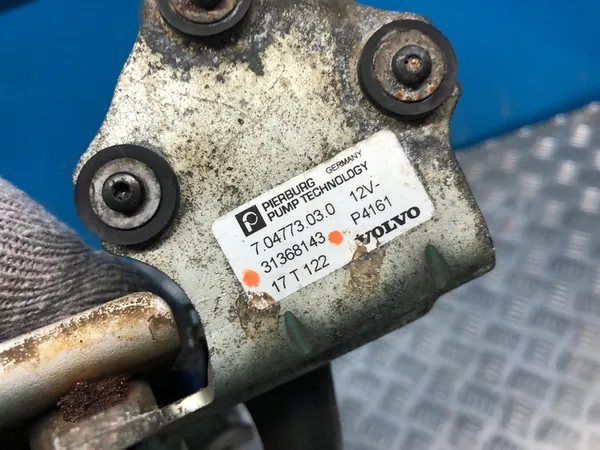 PIERBURG GERMANY
PUMP TECHNOLOGY
7.04773.03.0 12V-
31368143 P4161
17 T 122 VOLVO